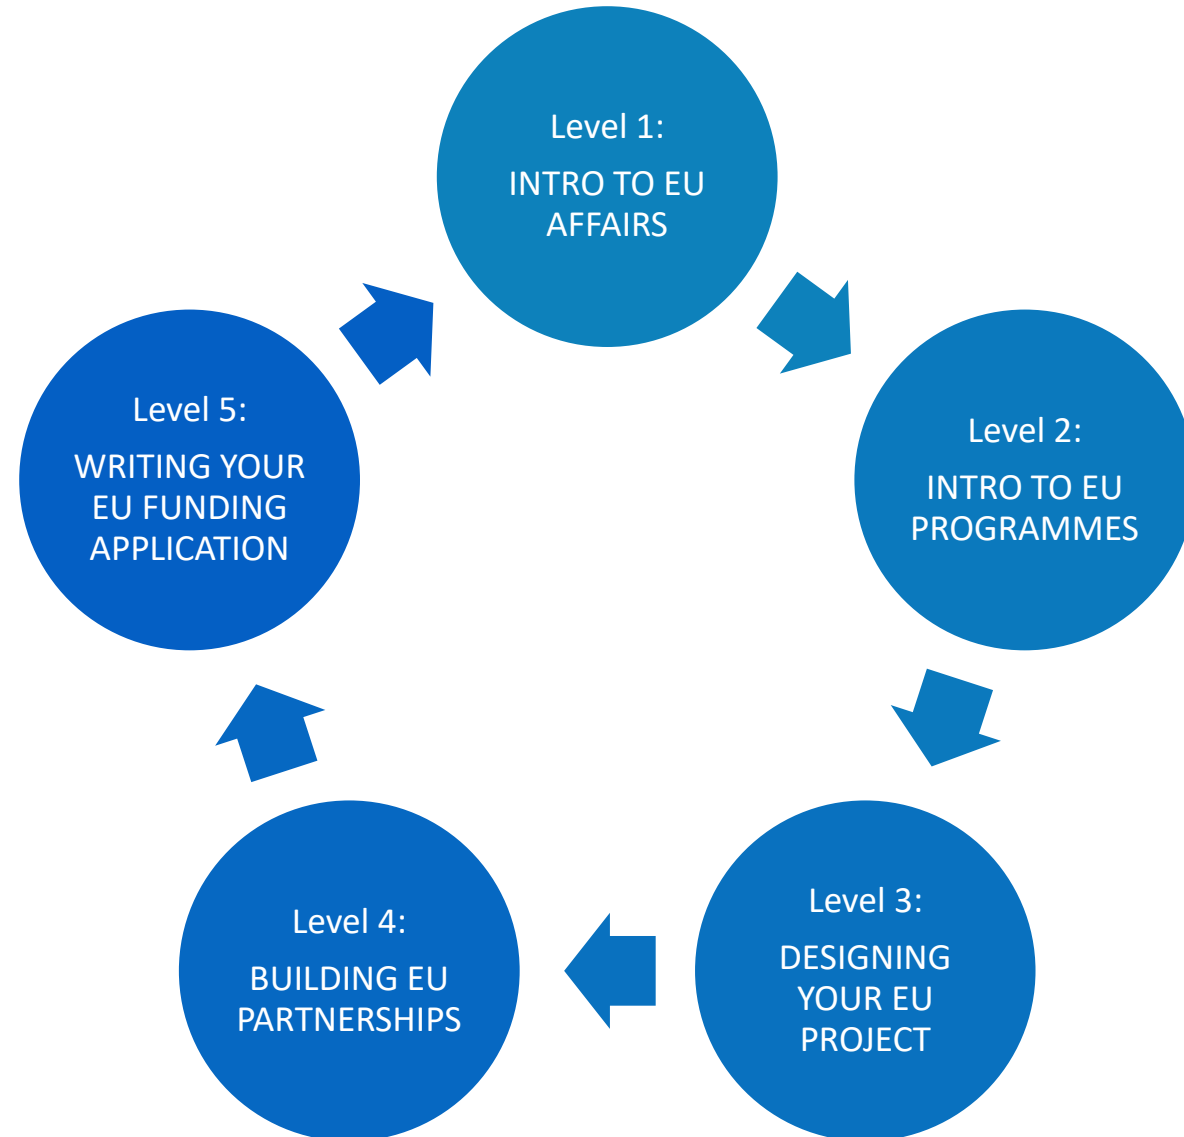 Level 1:
INTRO TO EU
AFFAIRS
Level 2:
INTRO TO EU
PROGRAMMES
Level 3:
DESIGNING
YOUR EU
PROJECT
Level 4:
BUILDING EU
PARTNERSHIPS
Level 5:
WRITING YOUR
EU FUNDING
APPLICATION